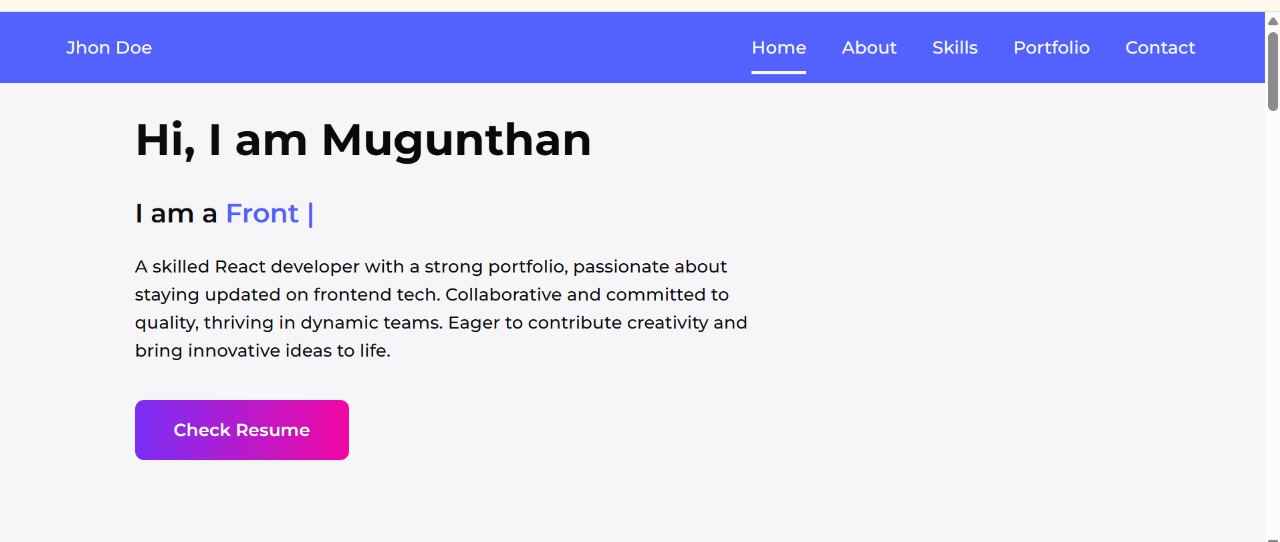 Jhon Doe
Home About Skills Portfolio Contact
Hi, I am Mugunthan
I am a Front |
A skilled React developer with a strong portfolio, passionate about
staying updated on frontend tech. Collaborative and committed to
quality, thriving in dynamic teams. Eager to contribute creativity and
bring innovative ideas to life.
Check Resume